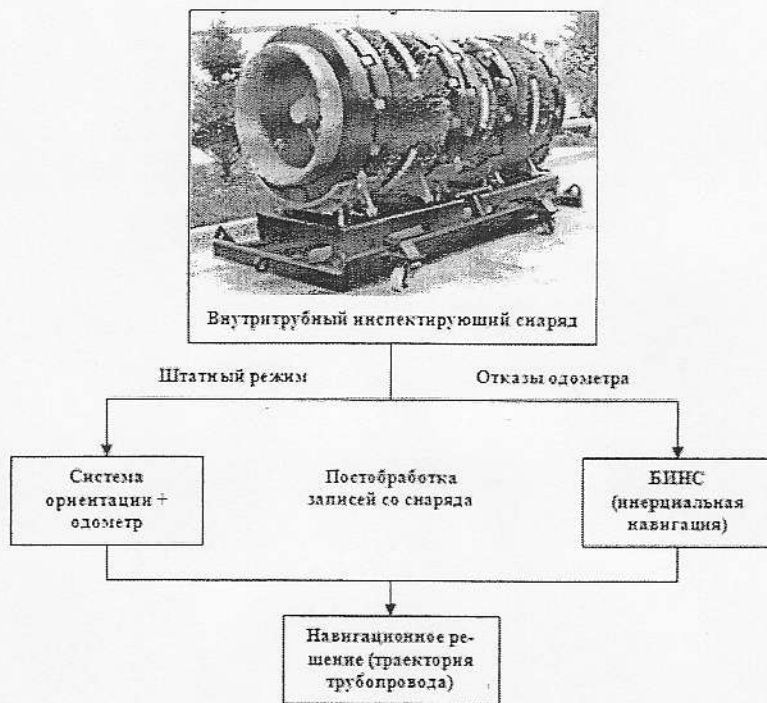 Внутритрубный инспектирующий снаряд
Штатный режим
Отказы одометра
Система
ориентации +
одометр
Постобработка
записей со снаряда
БИНС
(инерциальная
навигация)
Навигационное ре-
шение (траектория
трубопровода)